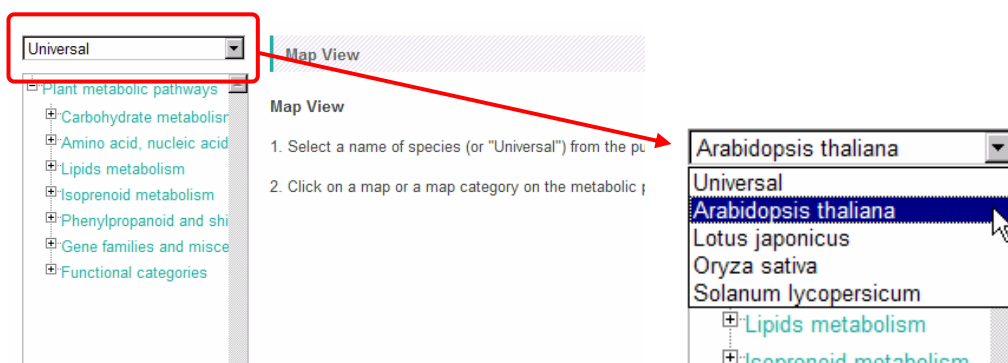 Universal
Plant metabolic pathways
Carbohydrate metabolisr
Amino acid, nucleic acid
Lipids metabolism
Isoprenoid metabolism
Phenylpropanoid and shi
Gene families and misce
Functional categories
Map View
Map View
1. Select a name of species (or "Universal") from the pu
2. Click on a map or a map category on the metabolic p
Arabidopsis thaliana
Universal
Arabidopsis thaliana
Lotus japonicus
Oryza sativa
Solanum lycopersicum
Lipids metabolism
Isoprenoid metabolism